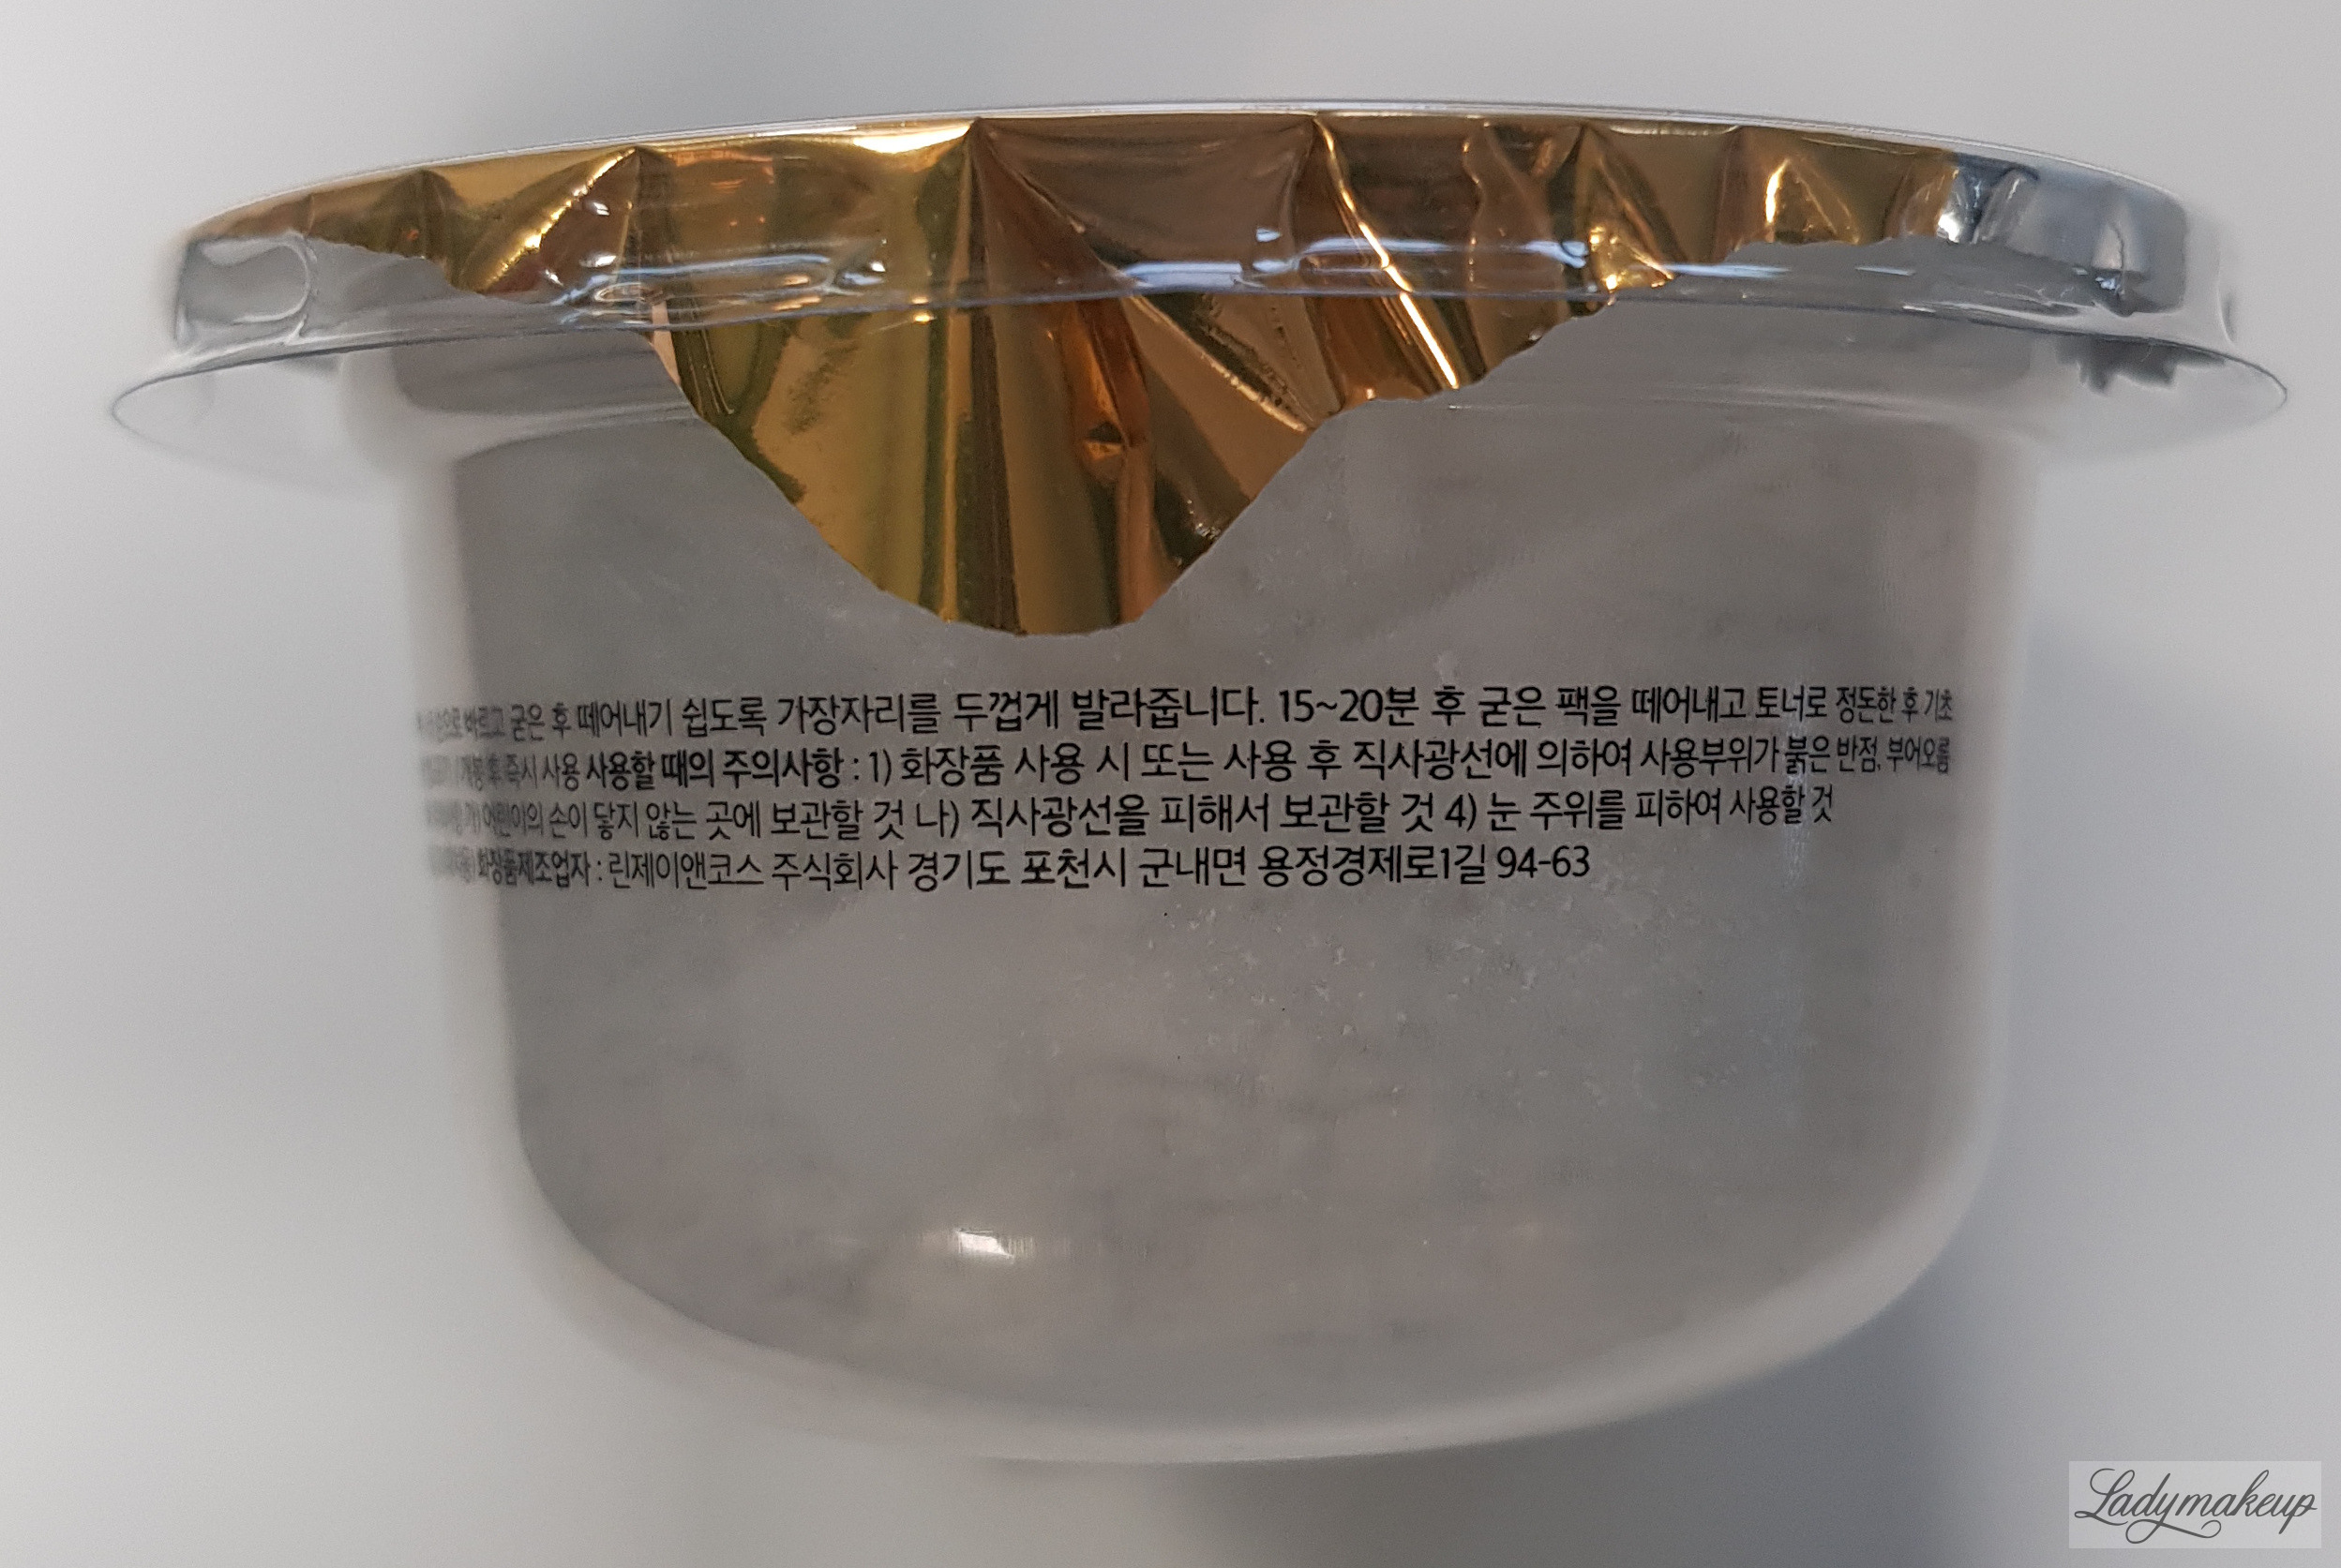 바르고 굳은 후 떼어내기 쉽도록 가장자리를 두껍게 발라줍니다. 15~20분 후 굳은 팩을 떼어내고 토너로 정돈한 후 기초
개봉 후 즉시 사용 사용할 때의 주의사항 : 1) 화장품 사용 시 또는 사용 후 직사광선에 의하여 사용부위가 붉은 반점, 부어오름
어린이의 손이 닿지 않는 곳에 보관할 것 나) 직사광선을 피해서 보관할 것 4) 눈 주위를 피하여 사용할 것
화장품제조업자 : 린제이앤코스 주식회사 경기도 포천시 군내면 용정경제로1길 94-63
Ladymakeup